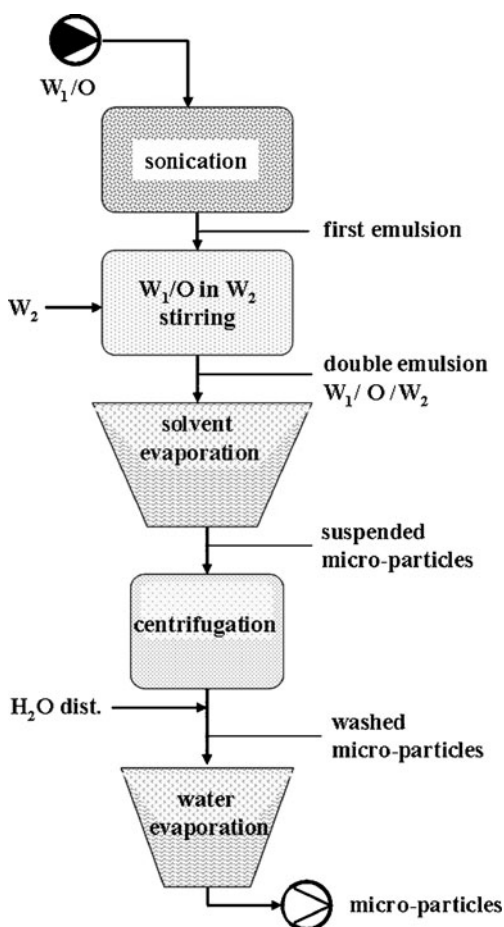 W₁/O
sonication
first emulsion
W₁/O in W₂
stirring
W₂
double emulsion
W₁/ O /W₂
solvent
evaporation
suspended
micro-particles
centrifugation
H₂O dist.
washed
micro-particles
water
evaporation
micro-particles